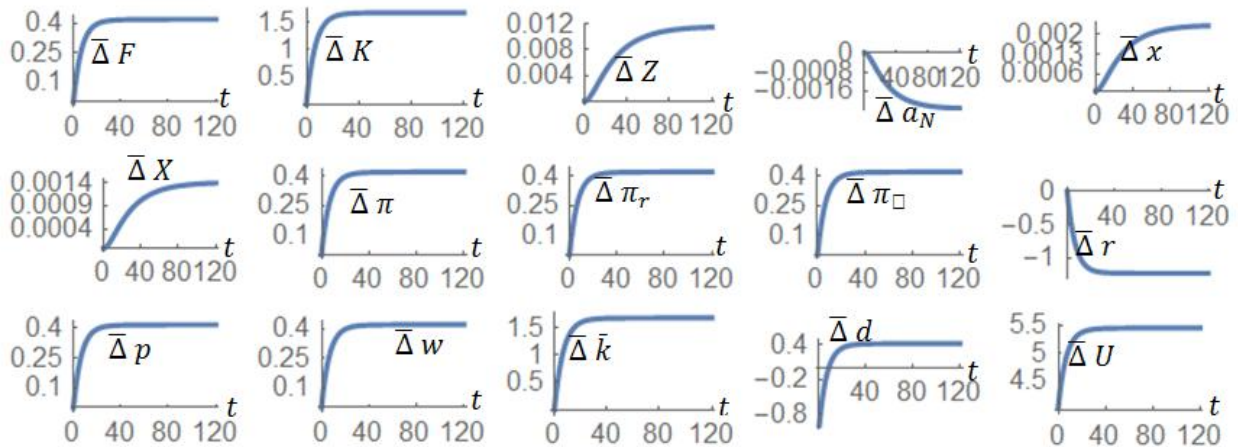 0.4 0.25 0.1 Δ̅ F t 0 40 80 120
1.5 1 0.5 Δ̅ K t 0 40 80 120
0.012 0.008 0.004 Δ̅ Z t 0 40 80 120
0 −0.0008 −0.0016 40 80 120 t Δ̅ a_N
0.002 0.0013 0.0006 Δ̅ x t 0 40 80 120
Δ̅ X 0.0014 0.0009 0.0004 t 0 40 80 120
0.4 0.25 0.1 Δ̅ π t 0 40 80 120
0.4 0.25 0.1 Δ̅ π_r t 0 40 80 120
0.4 0.25 0.1 Δ̅ π_□ t 0 40 80 120
0 −0.5 −1 40 80 120 t Δ̅ r
0.4 0.25 0.1 Δ̅ p t 0 40 80 120
0.4 0.25 0.1 Δ̅ w t 0 40 80 120
1.5 1 0.5 Δ̅ k̄ t 0 40 80 120
Δ̅ d 0.4 −0.2 −0.8 t 0 40 80 120
5.5 5 4.5 Δ̅ U t 0 40 80 120